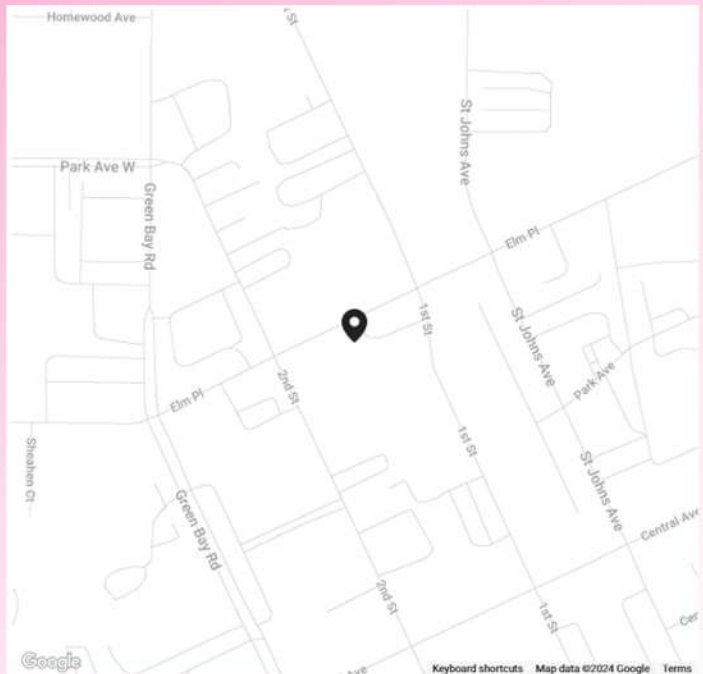 Homewood Ave
St
Park Ave W
St Johns Ave
Green Bay Rd
Elm Pl
1st St
St Johns Ave
2nd St
Park Ave
Elm Pl
1st St
Sheahen Ct
St Johns Ave
Green Bay Rd
Central Ave
2nd St
1st St
Cen
Ave
Google
Keyboard shortcuts
Map data ©2024 Google
Terms